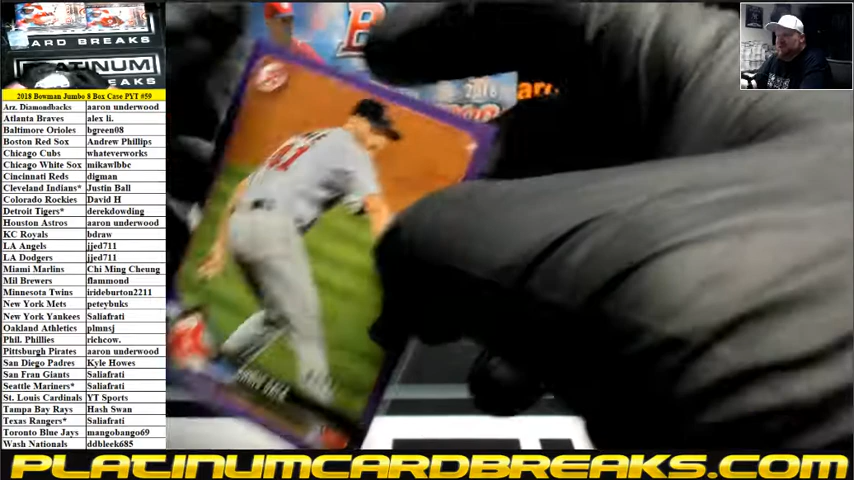 CARD BREAKS
PLATINUM
CARD BREAKS
2018 Bowman Jumbo 8 Box Case PYT #59
Arz. Diamondbacks aaron underwood
Atlanta Braves alex li.
Baltimore Orioles bgreen08
Boston Red Sox Andrew Phillips
Chicago Cubs whateverworks
Chicago White Sox mikawlbbc
Cincinnati Reds digman
Cleveland Indians* Justin Ball
Colorado Rockies David H
Detroit Tigers* derekdowding
Houston Astros aaron underwood
KC Royals bdraw
LA Angels jjed711
LA Dodgers jjed711
Miami Marlins Chi Ming Cheung
Mil Brewers flammond
Minnesota Twins irideburton2211
New York Mets peteybuks
New York Yankees Saliafrati
Oakland Athletics plmnsj
Phil. Phillies richcow.
Pittsburgh Pirates aaron underwood
San Diego Padres Kyle Howes
San Fran Giants Saliafrati
Seattle Mariners* Saliafrati
St. Louis Cardinals YT Sports
Tampa Bay Rays Hash Swan
Texas Rangers* Saliafrati
Toronto Blue Jays mangobango69
Wash Nationals ddbleek685
2018
PLATINUMCARDBREAKS.COM